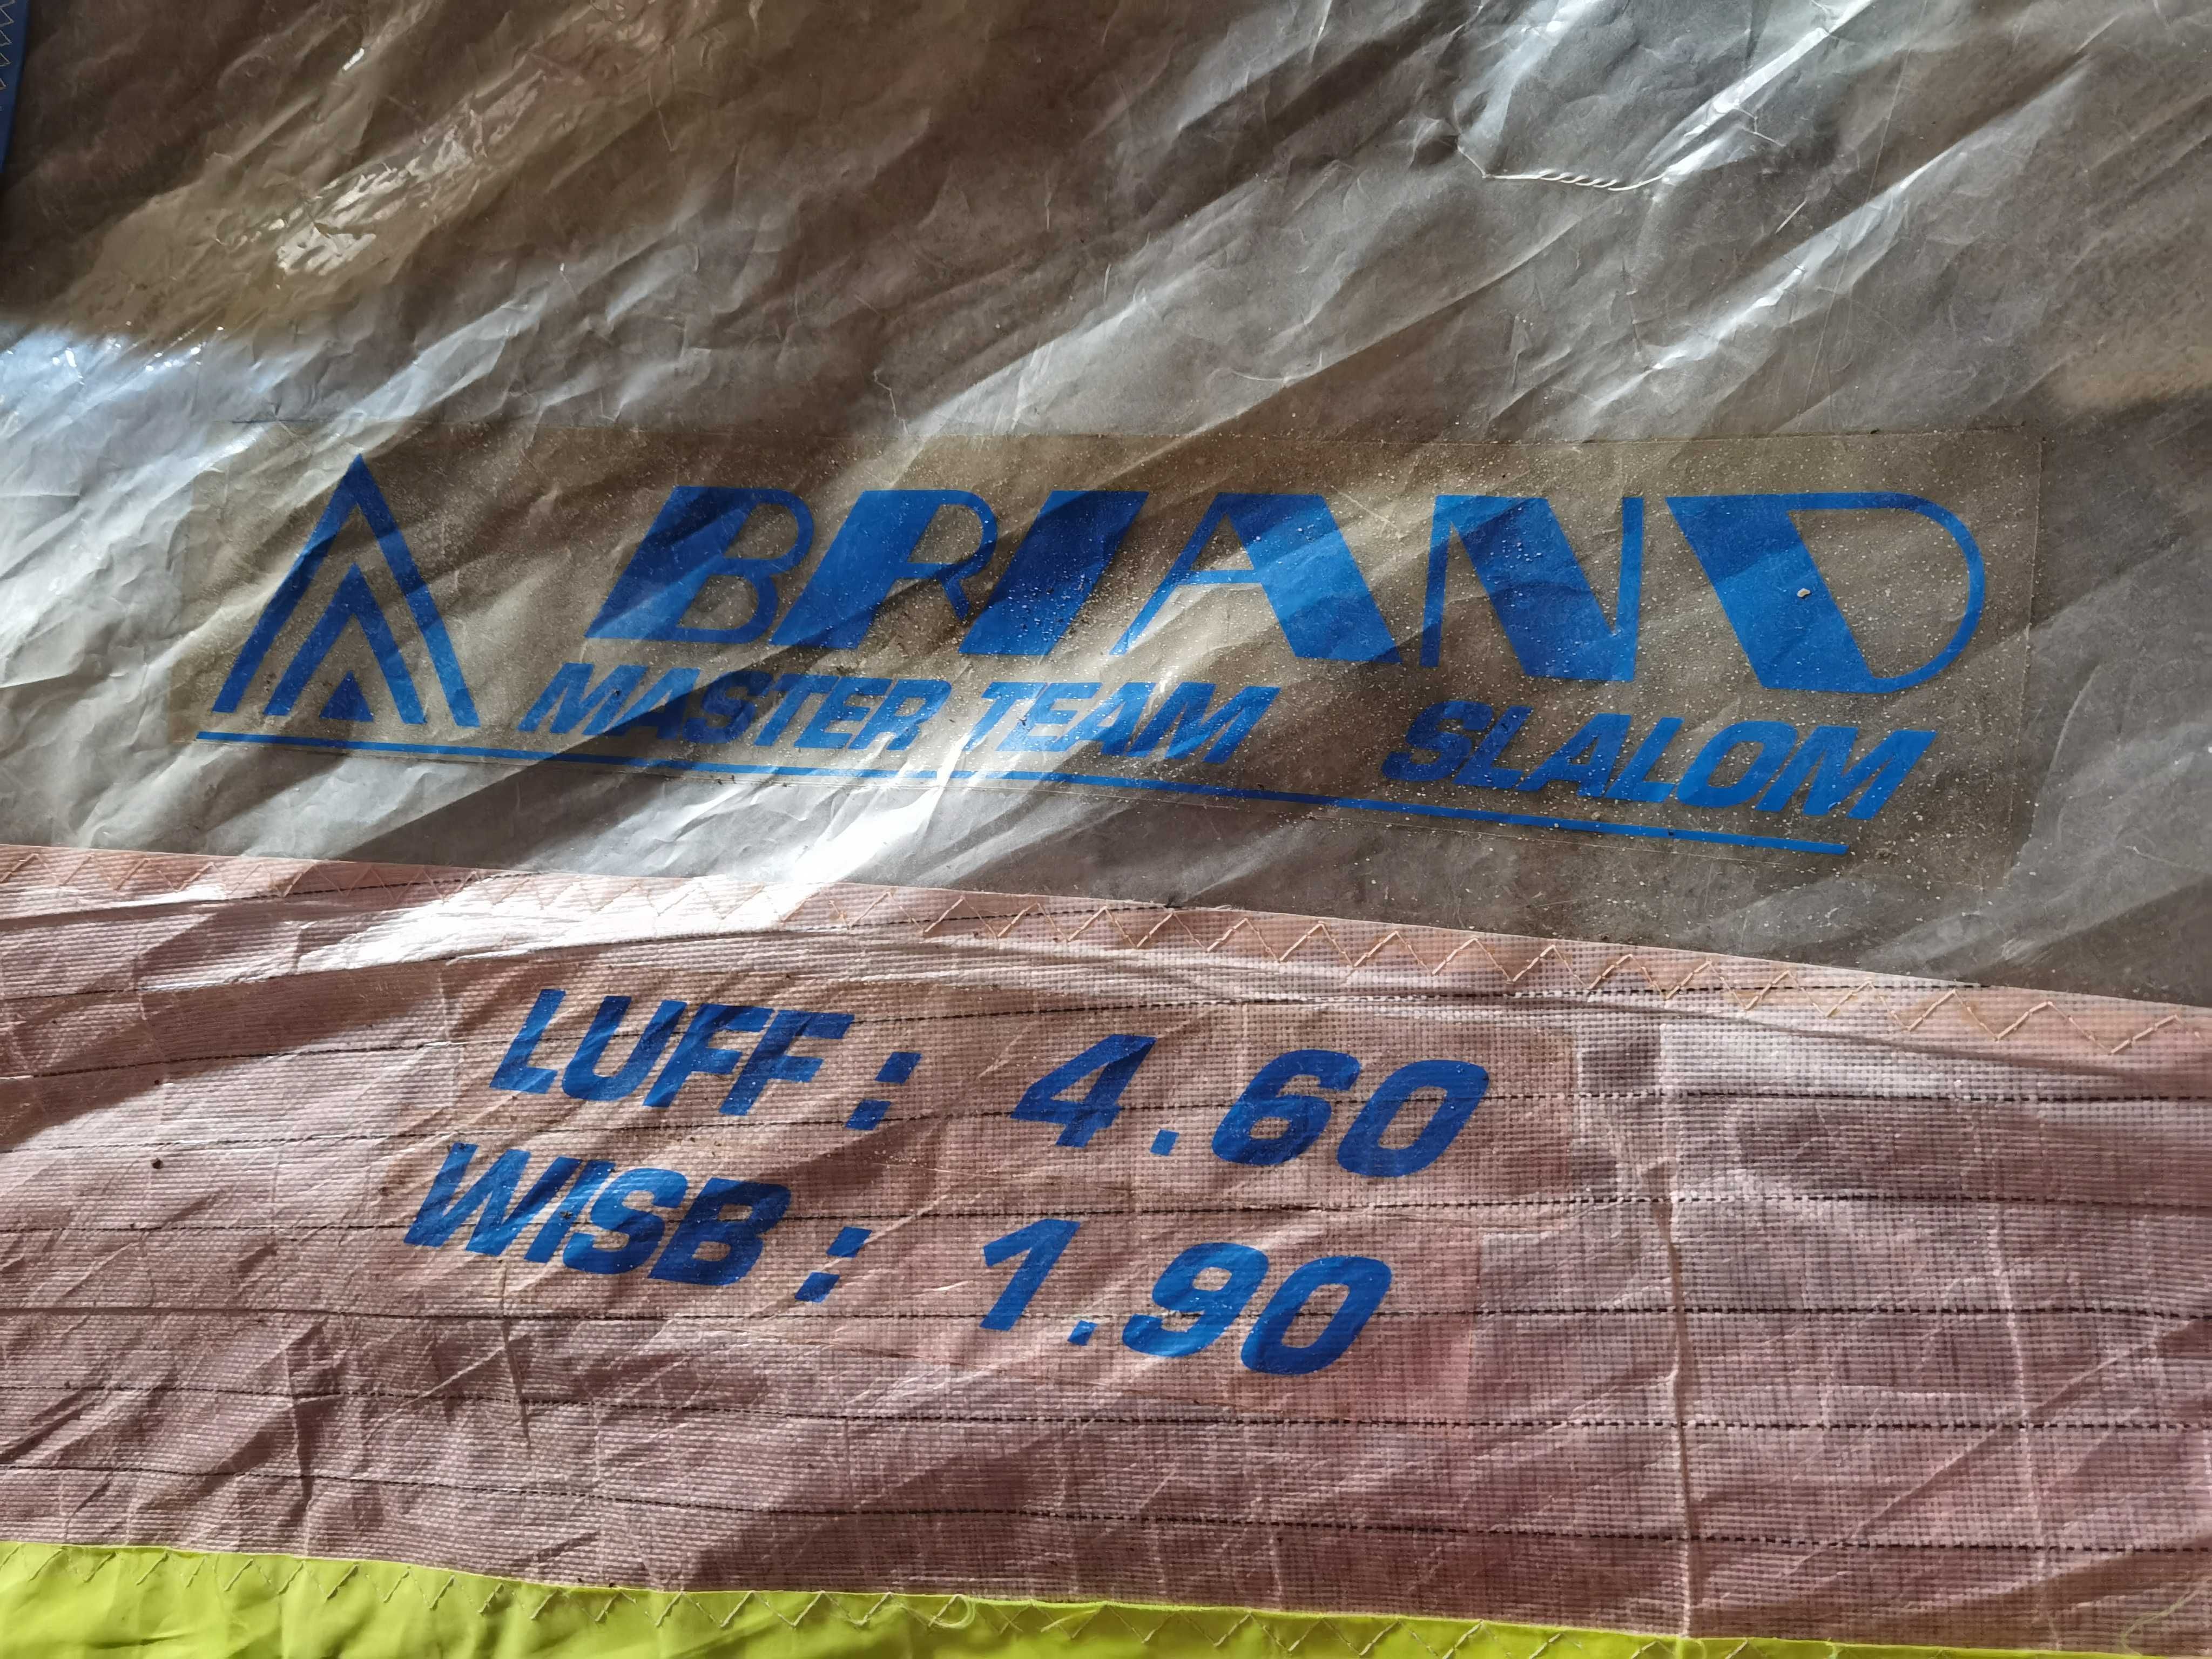 BRIAND
MASTER TEAM SLALOM
LUFF: 4.60
WISB: 1.90